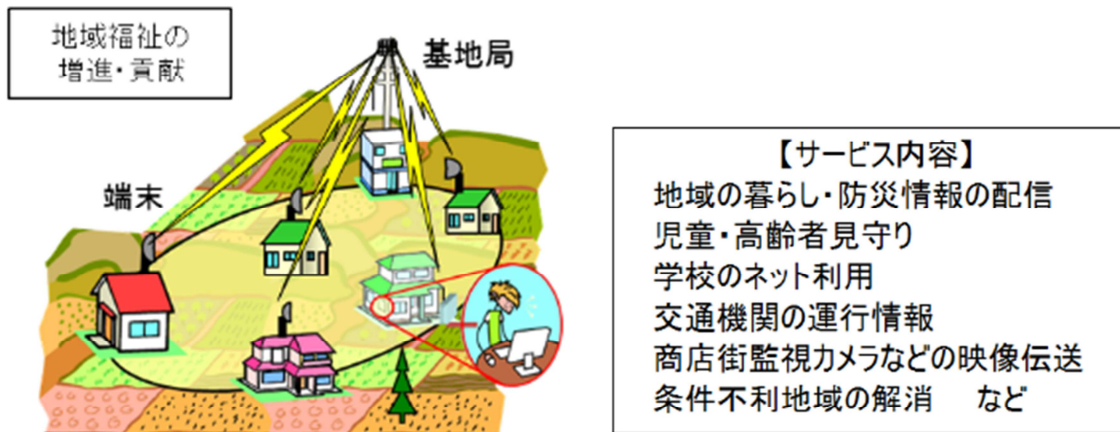 地域福祉の
増進・貢献
基地局
端末
【サービス内容】
地域の暮らし・防災情報の配信
児童・高齢者見守り
学校のネット利用
交通機関の運行情報
商店街監視カメラなどの映像伝送
条件不利地域の解消　など